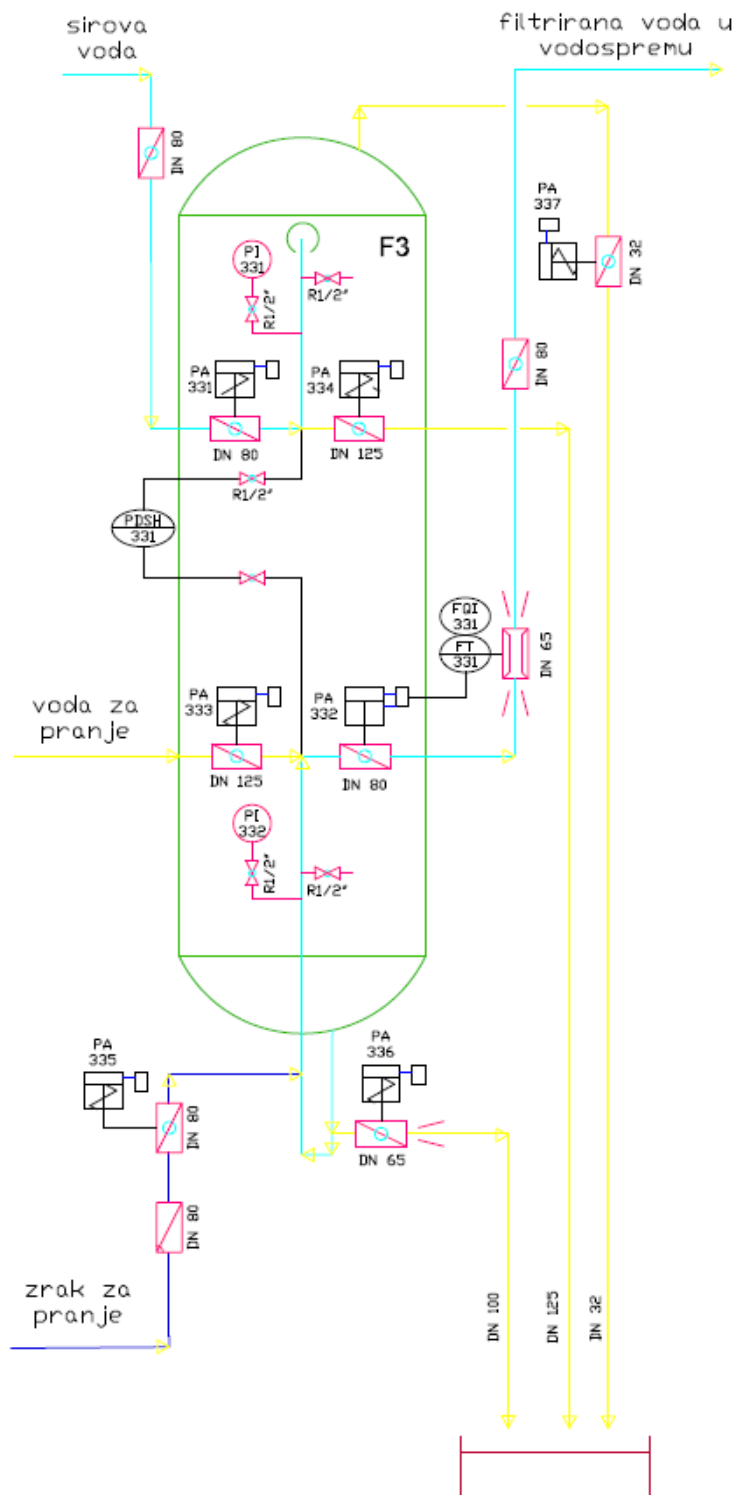 sirova
voda
filtrirana voda u
vodospremu
DN 80
PA
337
DN 32
F3
PI
331
R1/2"
R1/2"
DN 80
PA
331
PA
334
DN 80
DN 125
R1/2"
PDSH
331
FQI
331
FT
331
DN 65
voda za
pranje
PA
333
PA
332
DN 125
DN 80
PI
332
R1/2"
R1/2"
PA
335
PA
336
DN 80
DN 65
DN 80
zrak za
pranje
DN 100
DN 125
DN 32